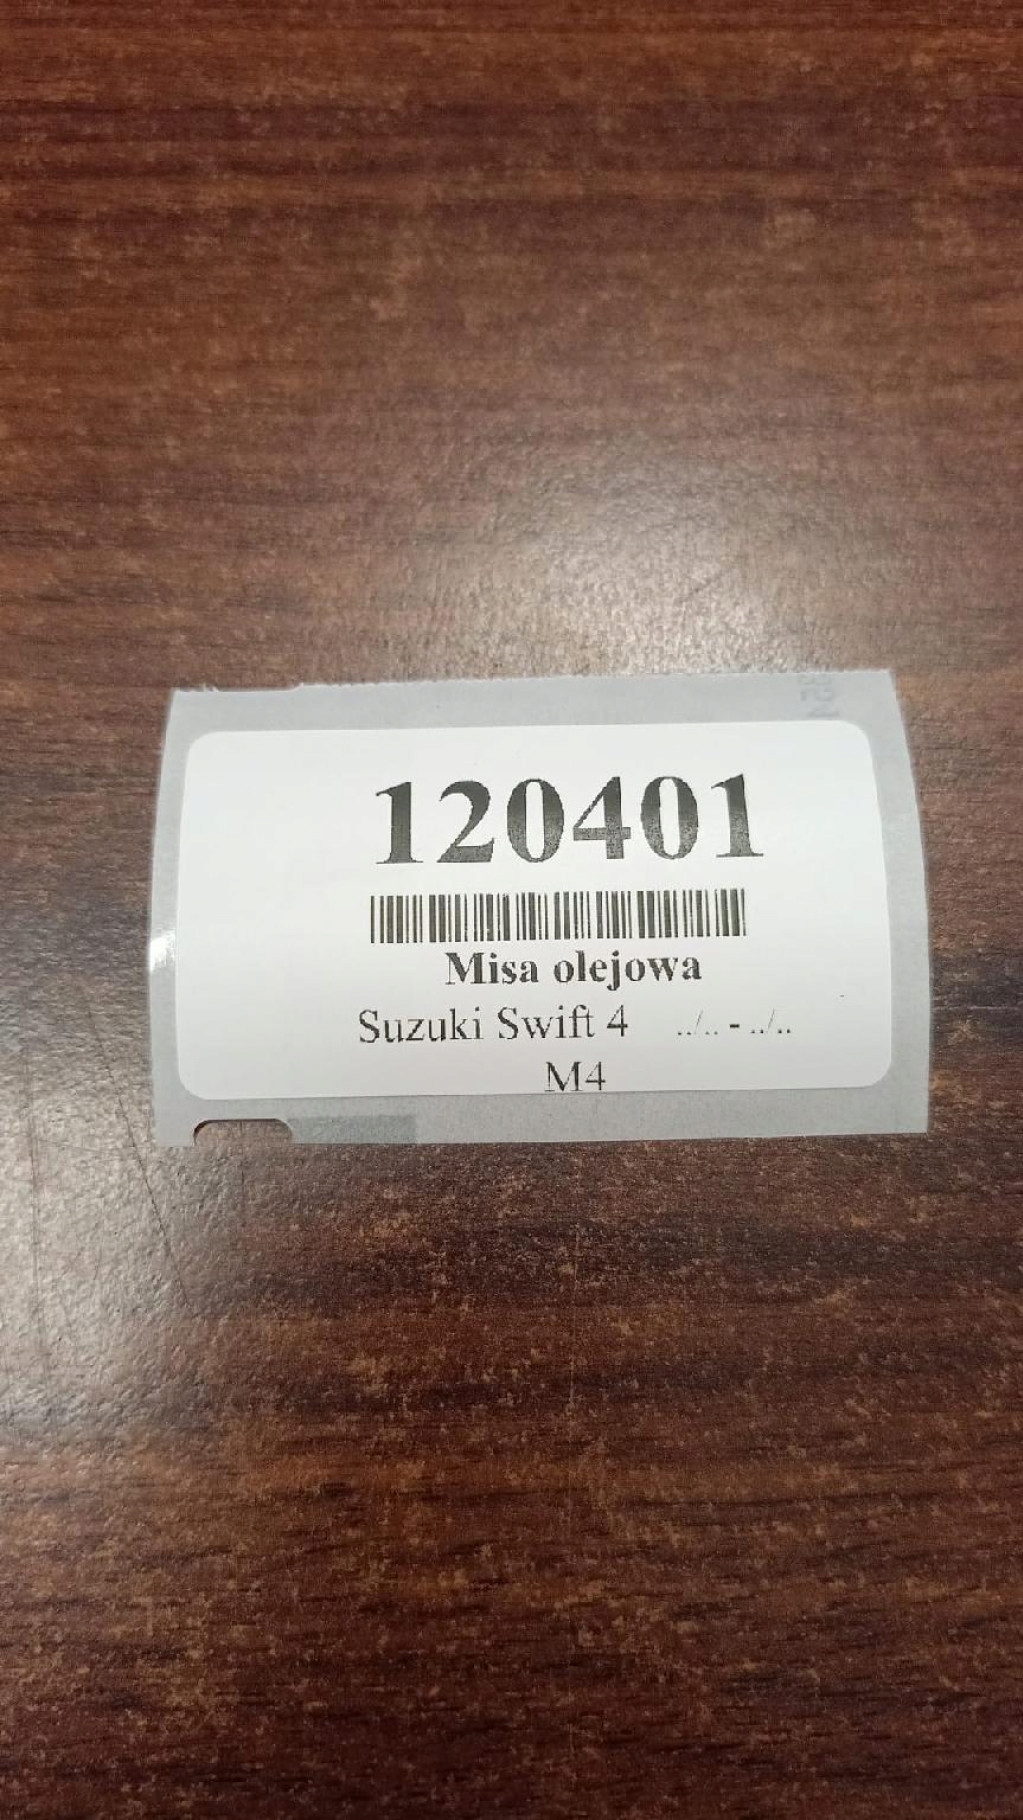 120401
Misa olejowa
Suzuki Swift 4 ../.. - ../..
M4